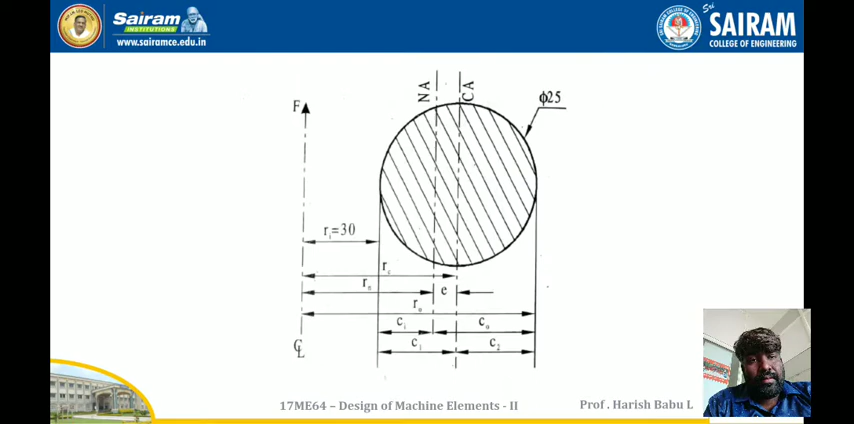 Sairam
INSTITUTIONS
www.sairamce.edu.in
Sri
SAIRAM
COLLEGE OF ENGINEERING
NA
CA
ϕ25
F
r_i=30
r_c
r_n
e
r_o
c_i
c_o
c_1
c_2
℄
17ME64 – Design of Machine Elements - II
Prof . Harish Babu L